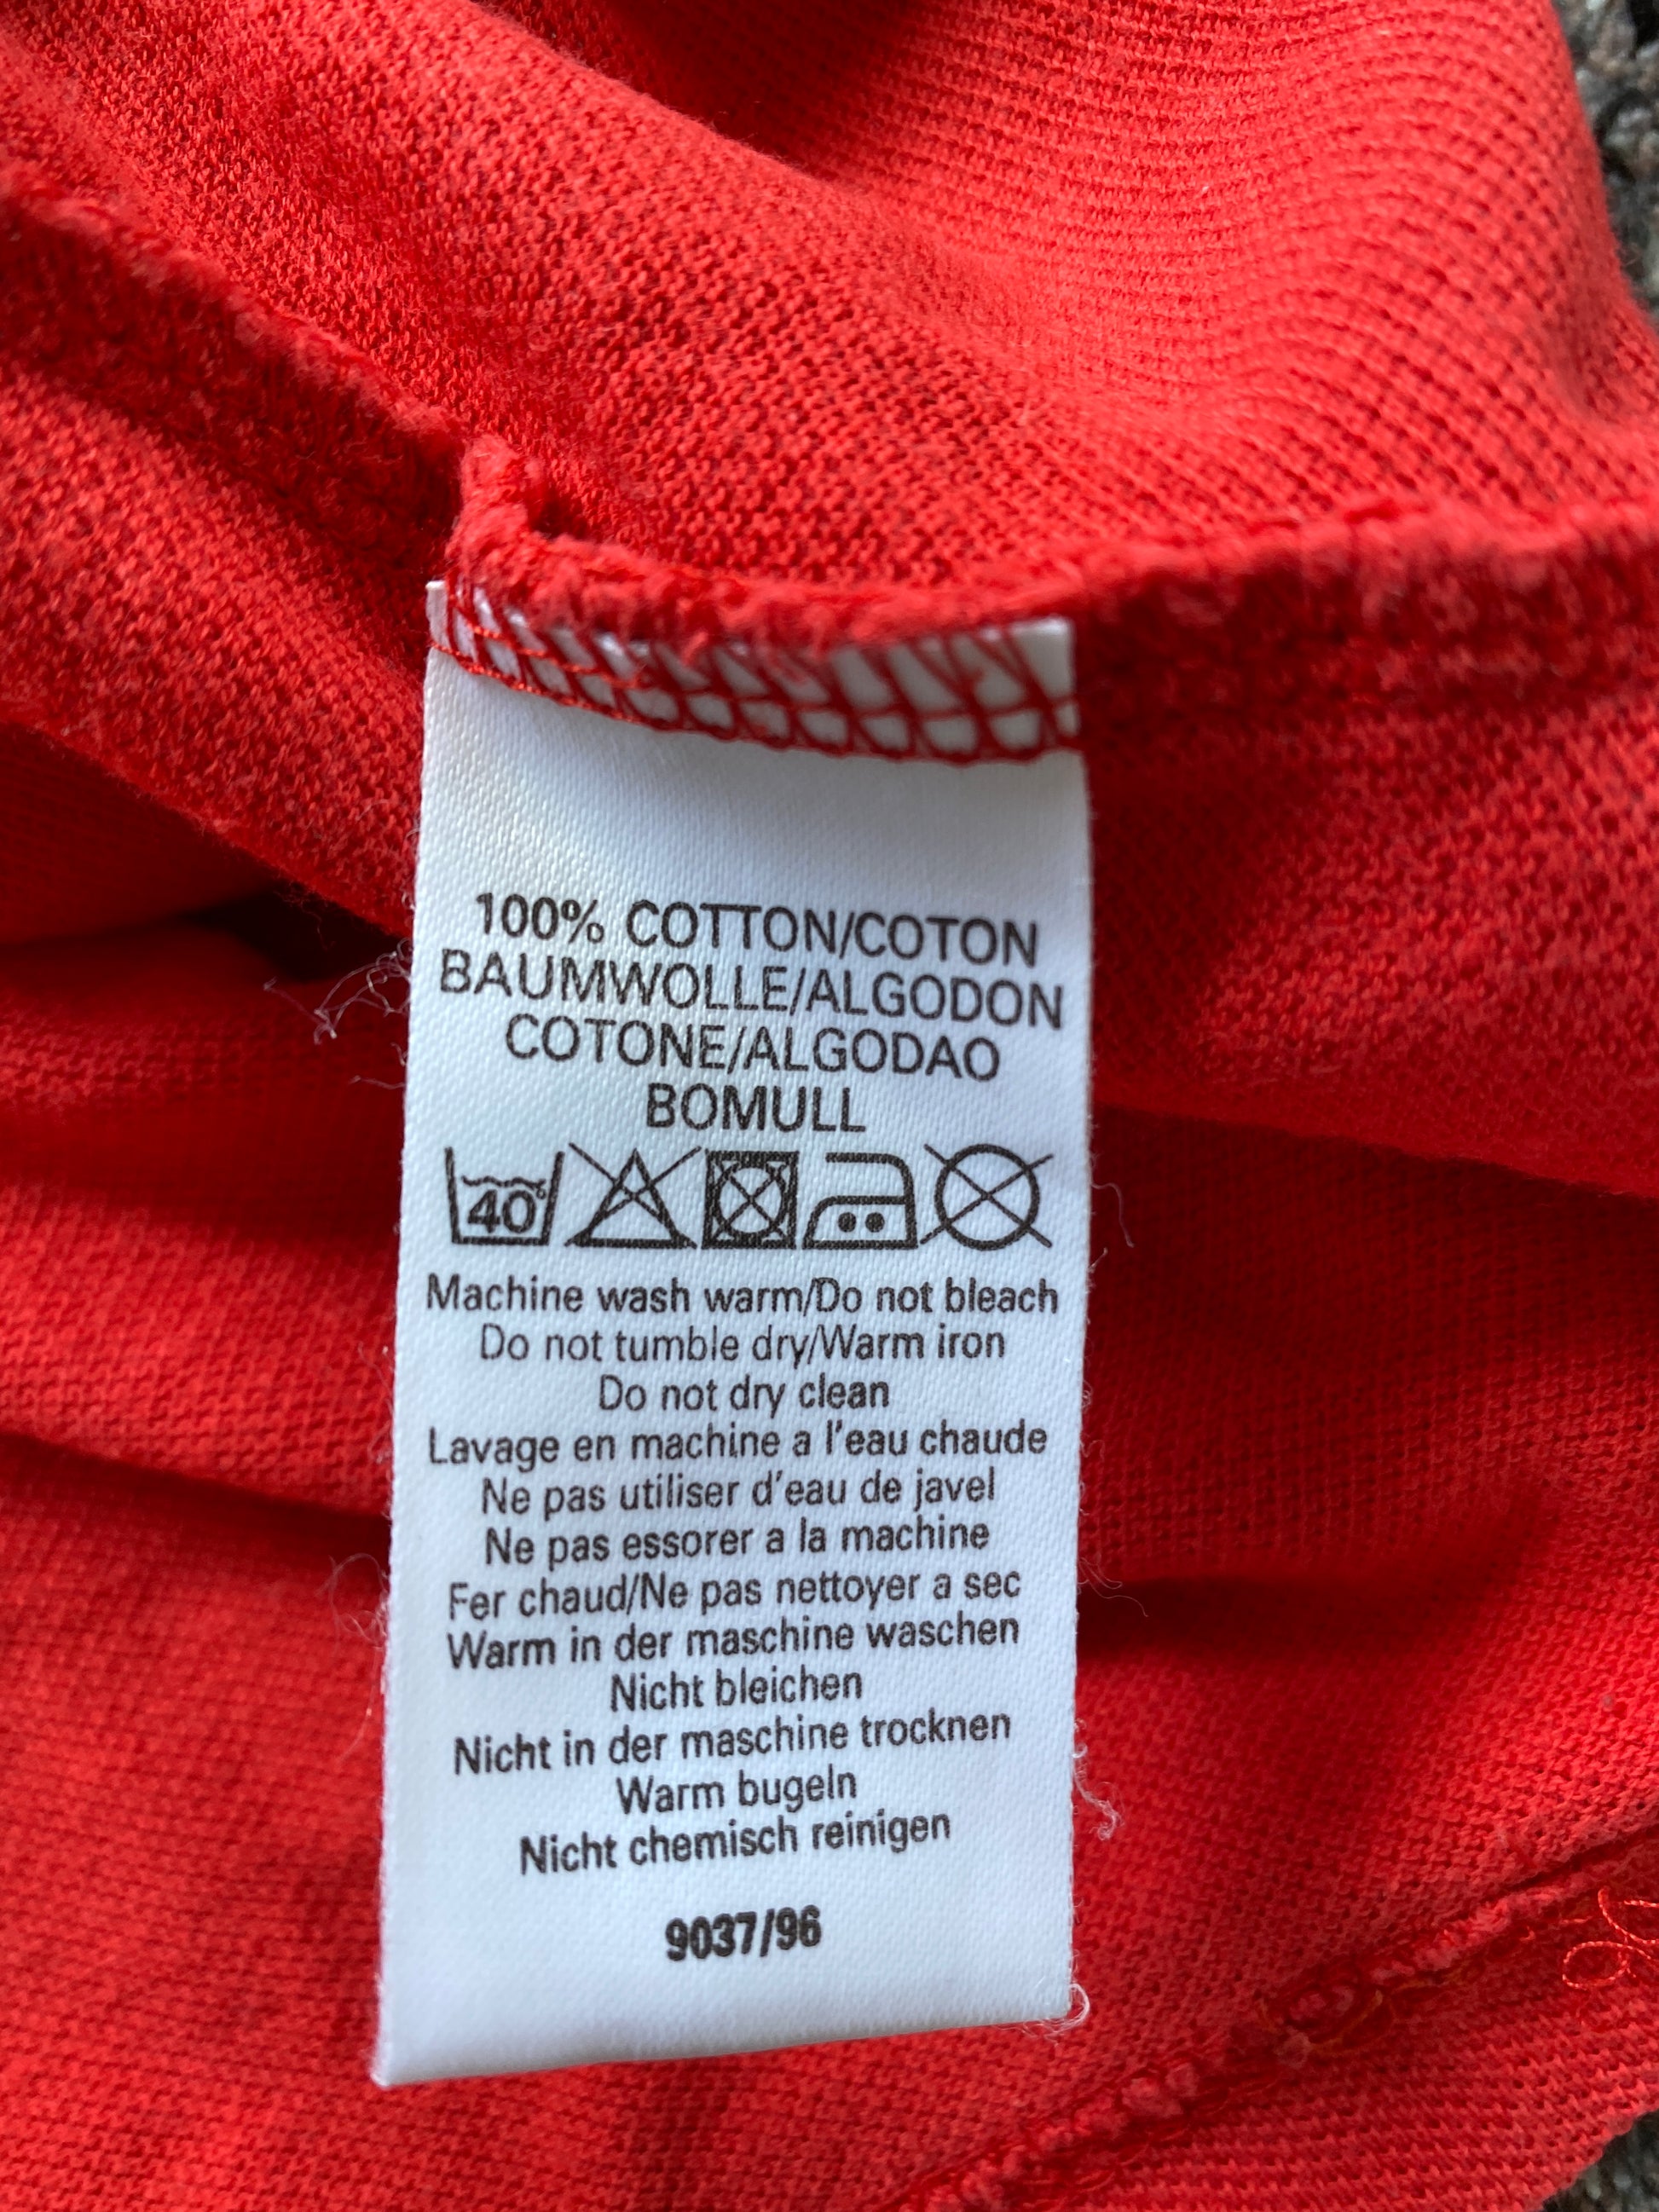 100% COTTON/COTON
BAUMWOLLE/ALGODON
COTONE/ALGODAO
BOMULL
40°
Machine wash warm/Do not bleach
Do not tumble dry/Warm iron
Do not dry clean
Lavage en machine a l'eau chaude
Ne pas utiliser d'eau de javel
Ne pas essorer a la machine
Fer chaud/Ne pas nettoyer a sec
Warm in der maschine waschen
Nicht bleichen
Nicht in der maschine trocknen
Warm bugeln
Nicht chemisch reinigen
9037/96